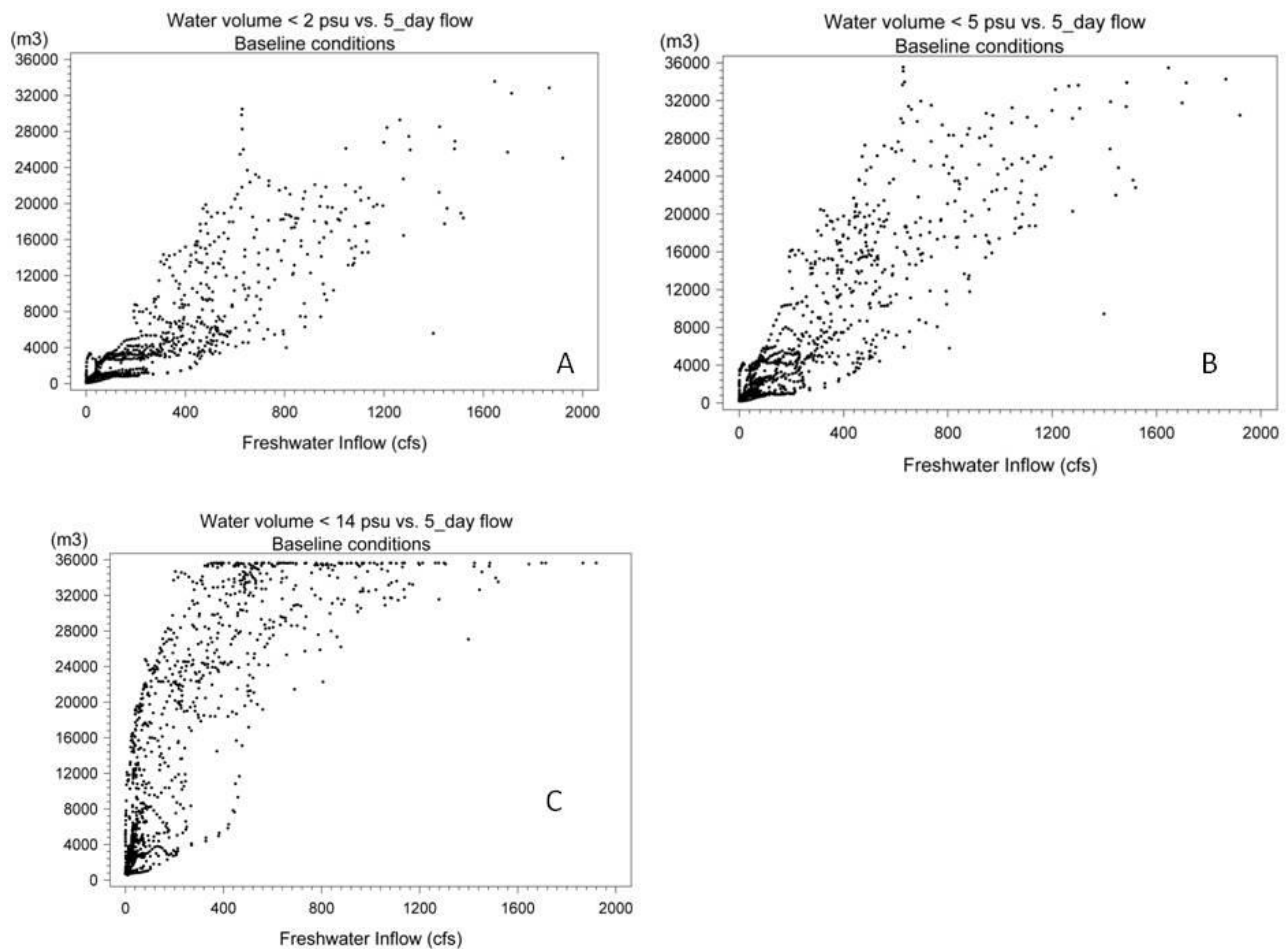 Water volume < 2 psu vs. 5_day flow
Baseline conditions
(m3)
36000
32000
28000
24000
20000
16000
12000
8000
4000
0
0 400 800 1200 1600 2000
Freshwater Inflow (cfs)
A
Water volume < 5 psu vs. 5_day flow
Baseline conditions
(m3)
36000
32000
28000
24000
20000
16000
12000
8000
4000
0
0 400 800 1200 1600 2000
Freshwater Inflow (cfs)
B
Water volume < 14 psu vs. 5_day flow
Baseline conditions
(m3)
36000
32000
28000
24000
20000
16000
12000
8000
4000
0
0 400 800 1200 1600 2000
Freshwater Inflow (cfs)
C